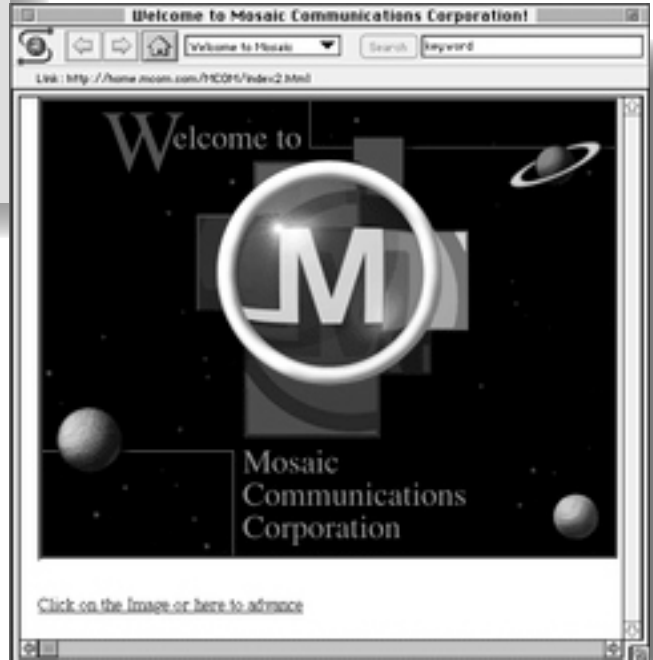 Welcome to Mosaic Communications Corporation!
Welcome to Mosaic
Search
keyword
Link: http://home.mcom.com/MCOM/index2.html
Welcome to
M
Mosaic
Communications
Corporation
Click on the Image or here to advance